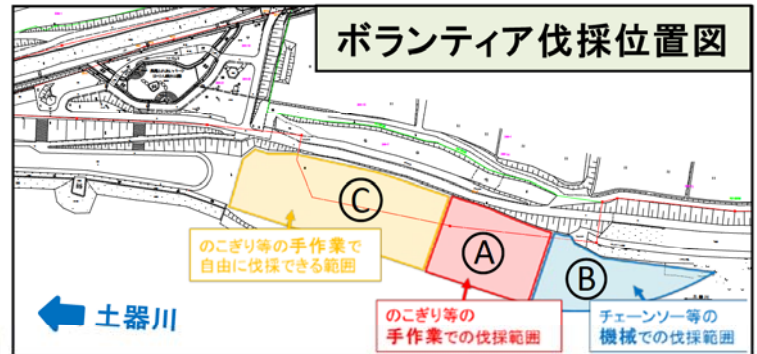 ボランティア伐採位置図
C
のこぎり等の手作業で
自由に伐採できる範囲
A
B
のこぎり等の
手作業での伐採範囲
チェーンソー等の
機械での伐採範囲
土器川